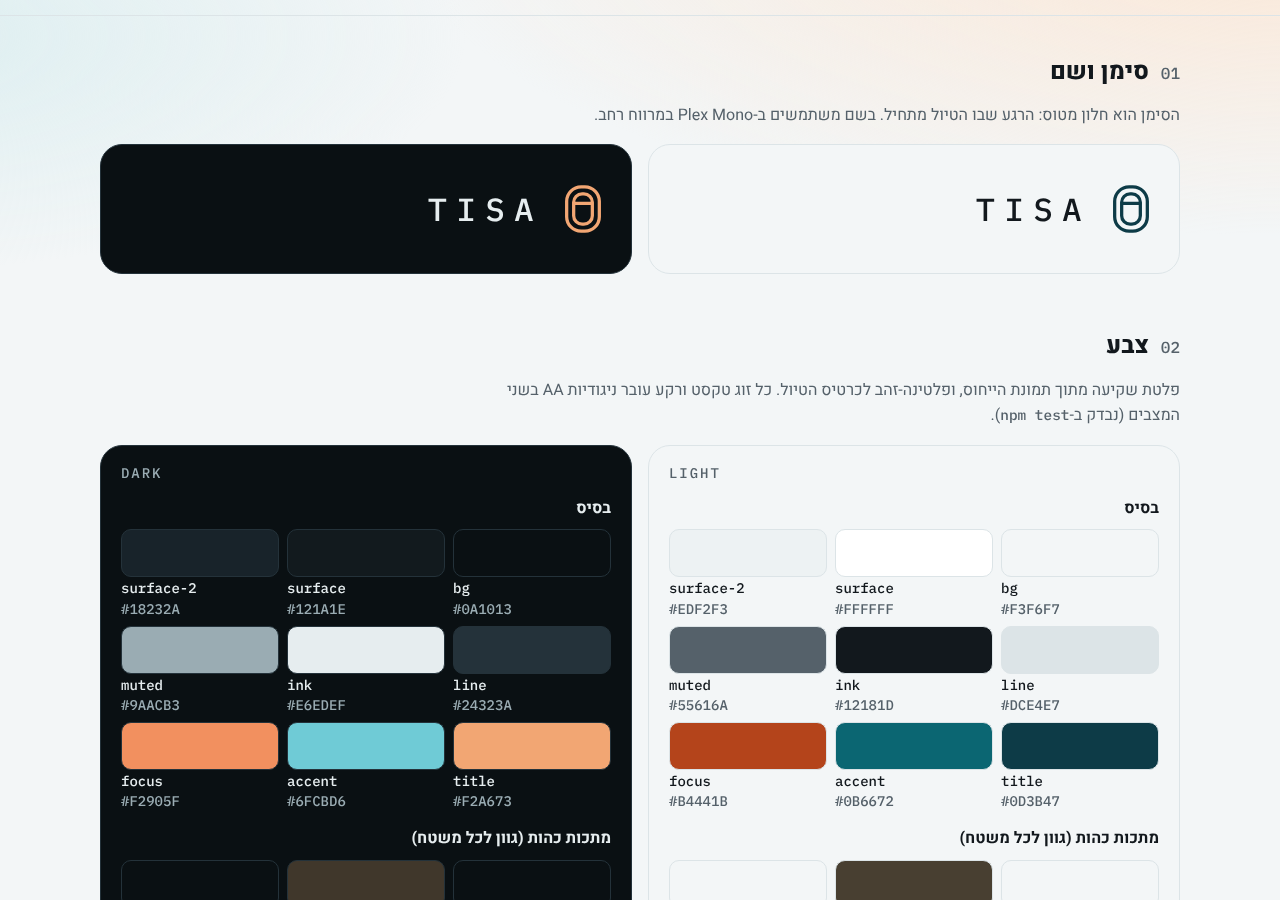 01 סימן ושם
הסימן הוא חלון מטוס: הרגע שבו הטיול מתחיל. בשם משתמשים ב-Plex Mono במרווח רחב.
TISA
TISA
02 צבע
פלטת שקיעה מתוך תמונת הייחוס, ופלטינה-זהב לכרטיס הטיול. כל זוג טקסט ורקע עובר ניגודיות AA בשני
המצבים (נבדק ב-npm test).
LIGHT
בסיס
bg surface surface-2
#F3F6F7 #FFFFFF #EDF2F3
line ink muted
#DCE4E7 #12181D #55616A
title accent focus
#0D3B47 #0B6672 #B4441B
מתכות כהות (גוון לכל משטח)
DARK
בסיס
bg surface surface-2
#0A1013 #121A1E #18232A
line ink muted
#24323A #E6EDEF #9AACB3
title accent focus
#F2A673 #6FCBD6 #F2905F
מתכות כהות (גוון לכל משטח)